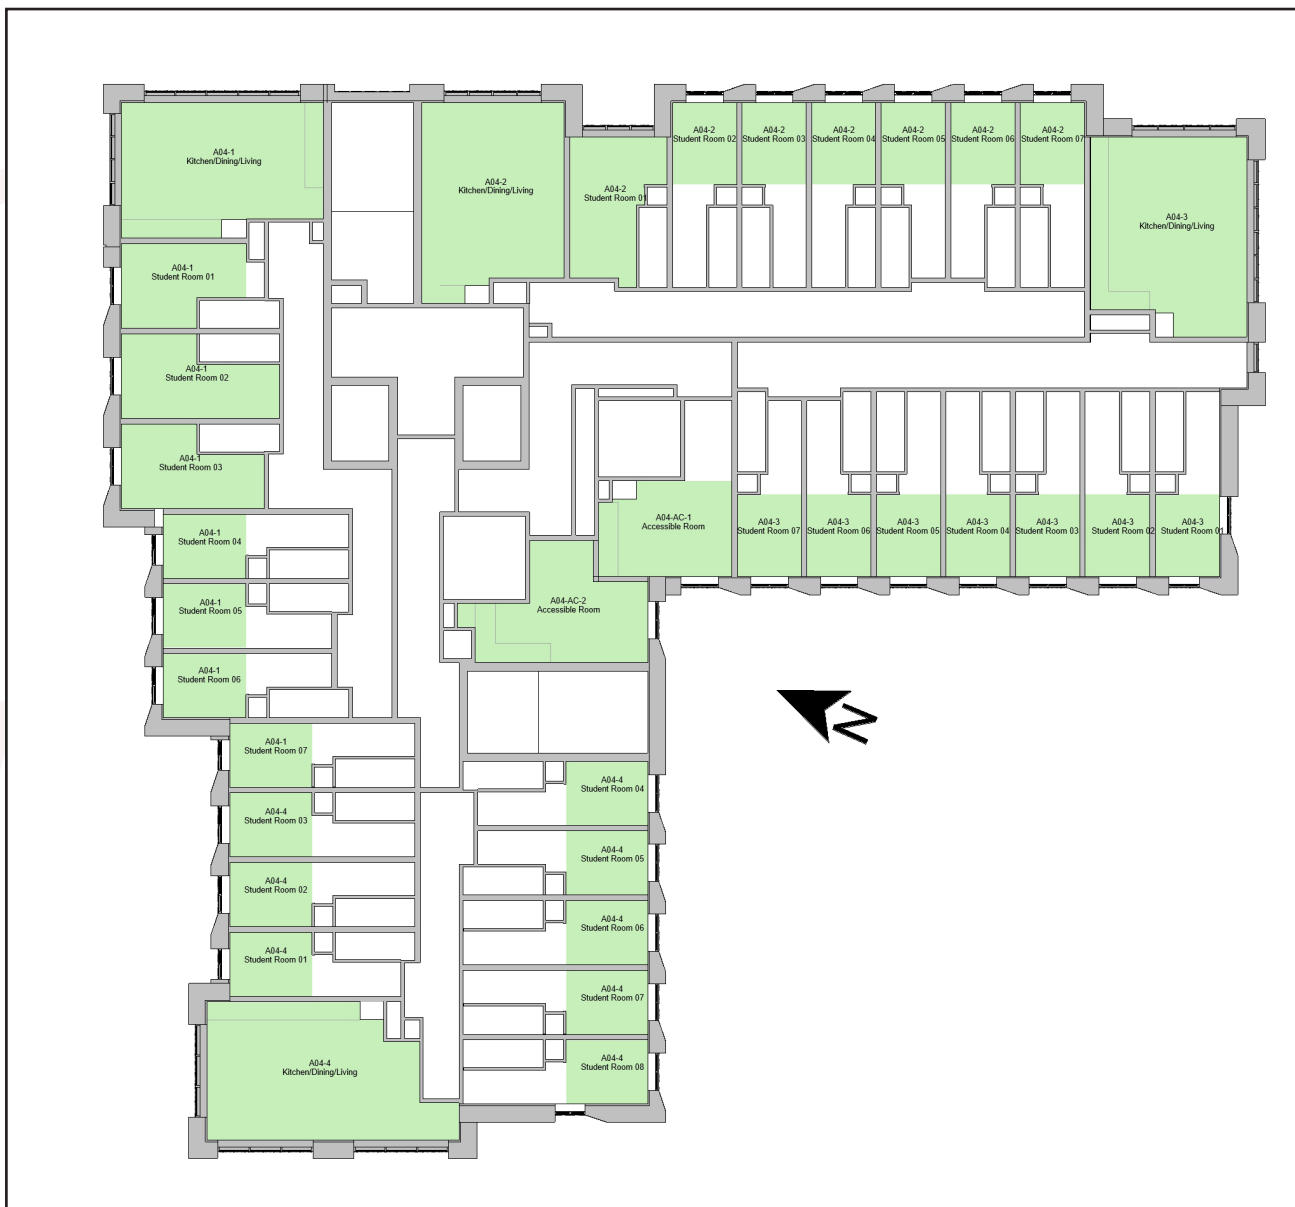 A04-1
Kitchen/Dining/Living
A04-2
Kitchen/Dining/Living
A04-2
Student Room 01
A04-2
Student Room 02
A04-2
Student Room 03
A04-2
Student Room 04
A04-2
Student Room 05
A04-2
Student Room 06
A04-2
Student Room 07
A04-3
Kitchen/Dining/Living
A04-1
Student Room 01
A04-1
Student Room 02
A04-1
Student Room 03
A04-1
Student Room 04
A04-1
Student Room 05
A04-1
Student Room 06
A04-1
Student Room 07
A04-AC-1
Accessible Room
A04-3
Student Room 07
A04-3
Student Room 06
A04-3
Student Room 05
A04-3
Student Room 04
A04-3
Student Room 03
A04-3
Student Room 02
A04-3
Student Room 01
A04-AC-2
Accessible Room
N
A04-4
Student Room 03
A04-4
Student Room 02
A04-4
Student Room 01
A04-4
Student Room 04
A04-4
Student Room 05
A04-4
Student Room 06
A04-4
Student Room 07
A04-4
Student Room 08
A04-4
Kitchen/Dining/Living